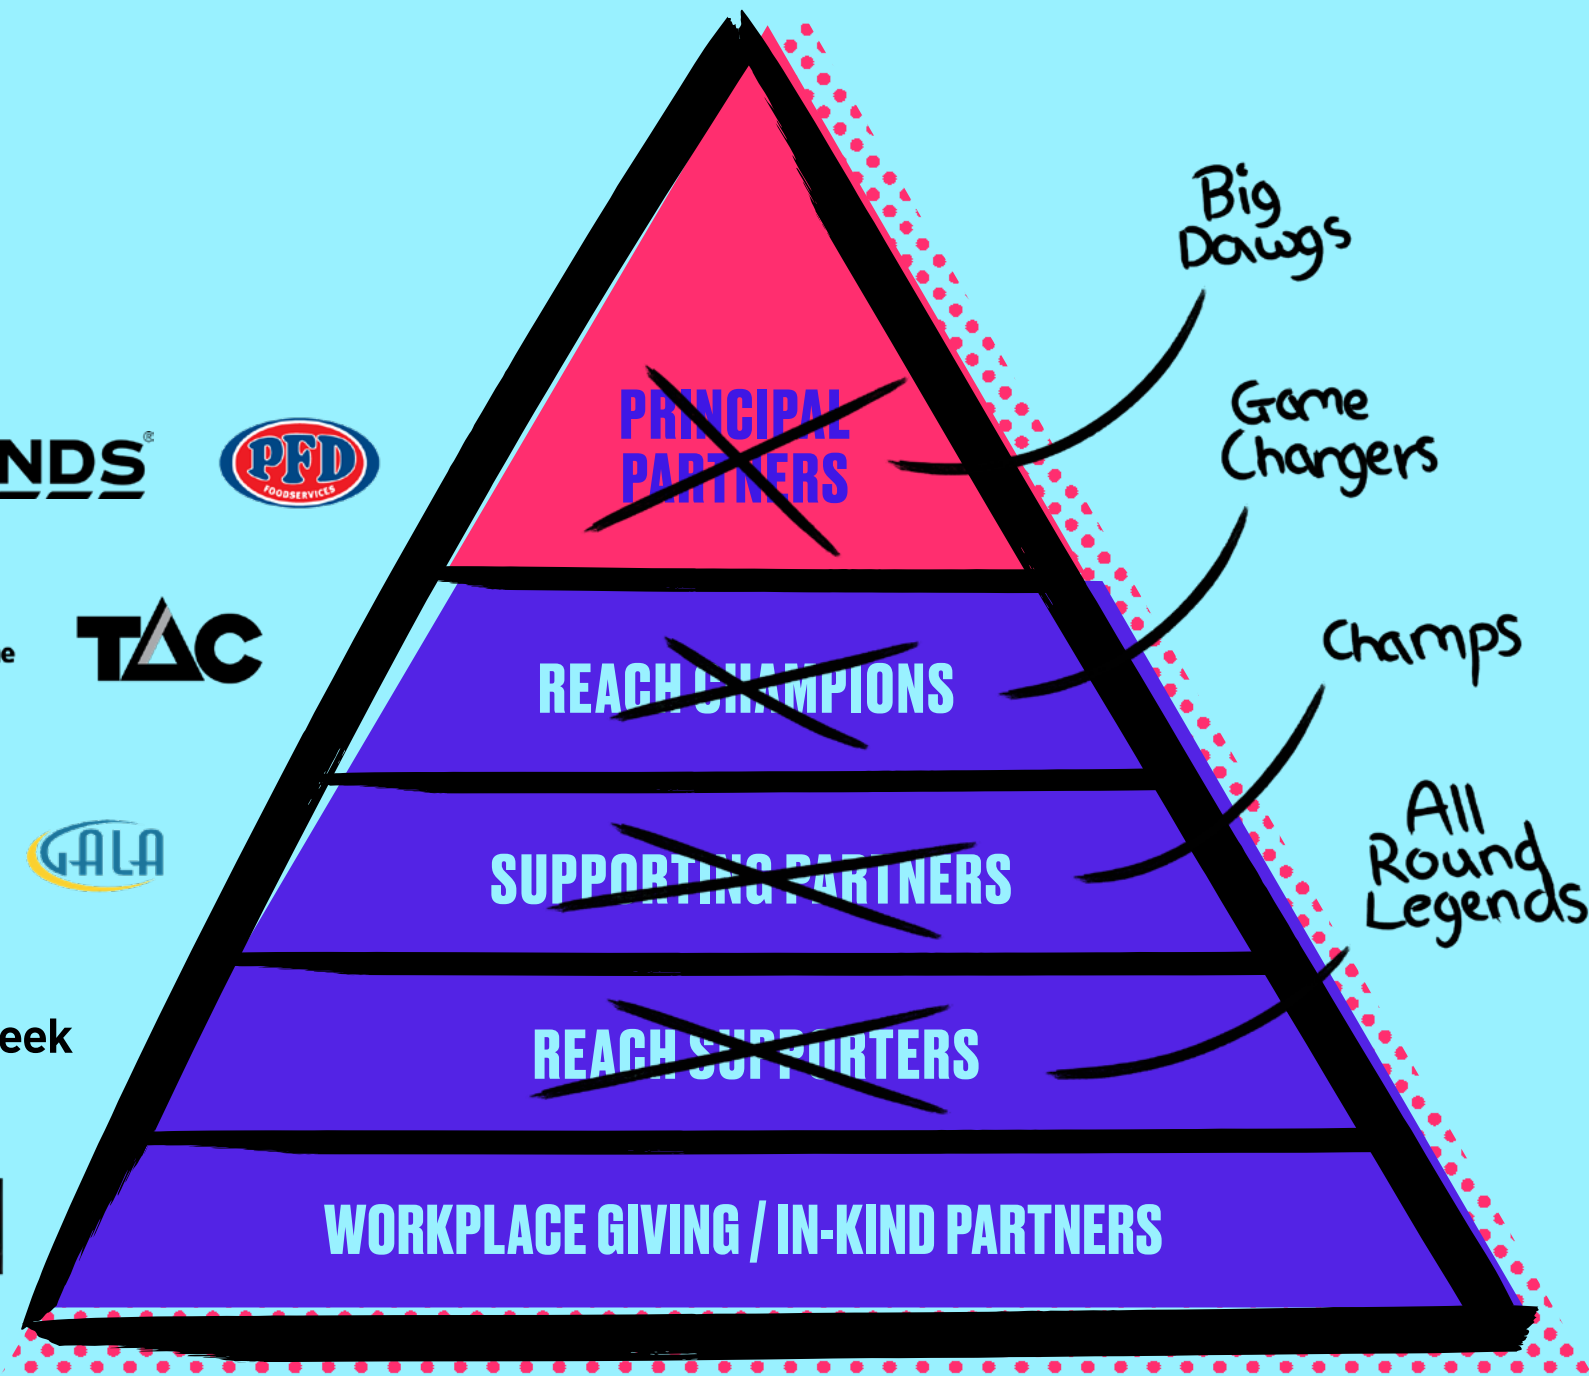 Big
Dawgs
Game
Changers
PRINCIPAL
PARTNERS
NDS®
PFD
FOODSERVICES
TAC
REACH CHAMPIONS
Champs
GALA
SUPPORTING PARTNERS
All
Round
Legends
eek
REACH SUPPORTERS
WORKPLACE GIVING / IN-KIND PARTNERS